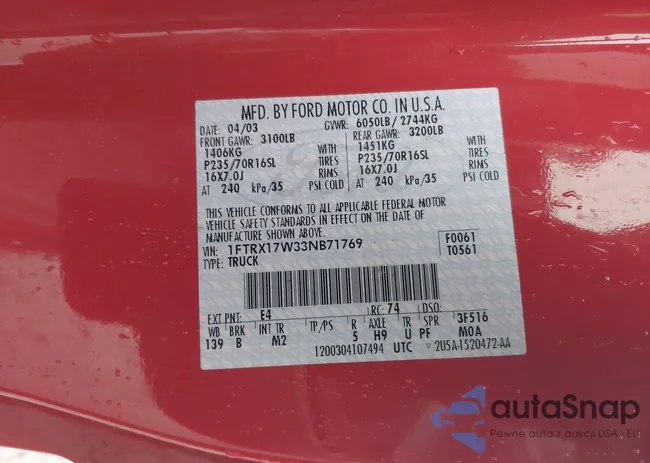 MFD. BY FORD MOTOR CO. IN U.S.A.
DATE 04/03 GVWR: 6050LB / 2744KG
FRONT GAWR: 3100LB REAR GAWR: 3200LB
1406KG WITH 1451KG WITH
P235/70R16SL TIRES P235/70R16SL TIRES
16X7.0J RIMS 16X7.0J RIMS
AT 240 kPa/35 PSI COLD AT 240 kPa/35 PSI COLD
THIS VEHICLE CONFORMS TO ALL APPLICABLE FEDERAL MOTOR
VEHICLE SAFETY STANDARDS IN EFFECT ON THE DATE OF
MANUFACTURE SHOWN ABOVE.
VIN: 1FTRX17W33NB71769 F0061
TYPE: TRUCK T0561
EXT PNT: E4 RC: 74 DSO:
WB BRK INT TR TP/PS R AXLE TR SPR 3F516
139 B M2 5 H9 U PF M0A
1200304107494 UTC 2U5A-1520472-AA
autaSnap
Pewne auta z aukcji USA - EU